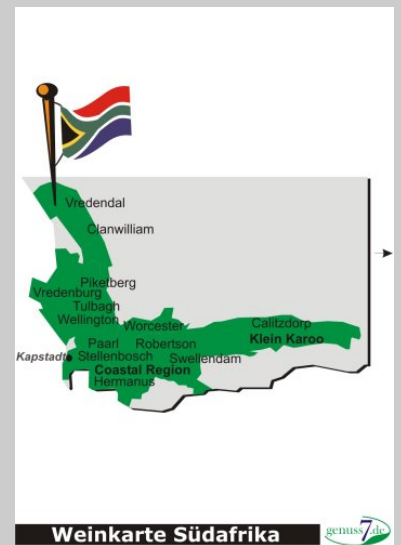 Vredendal
Clanwilliam
Piketberg
Vredenburg
Tulbagh
Wellington
Worcester
Calitzdorp
Paarl Robertson Klein Karoo
Kapstadt Stellenbosch Swellendam
Coastal Region
Hermanus
Weinkarte Südafrika
genuss7.de